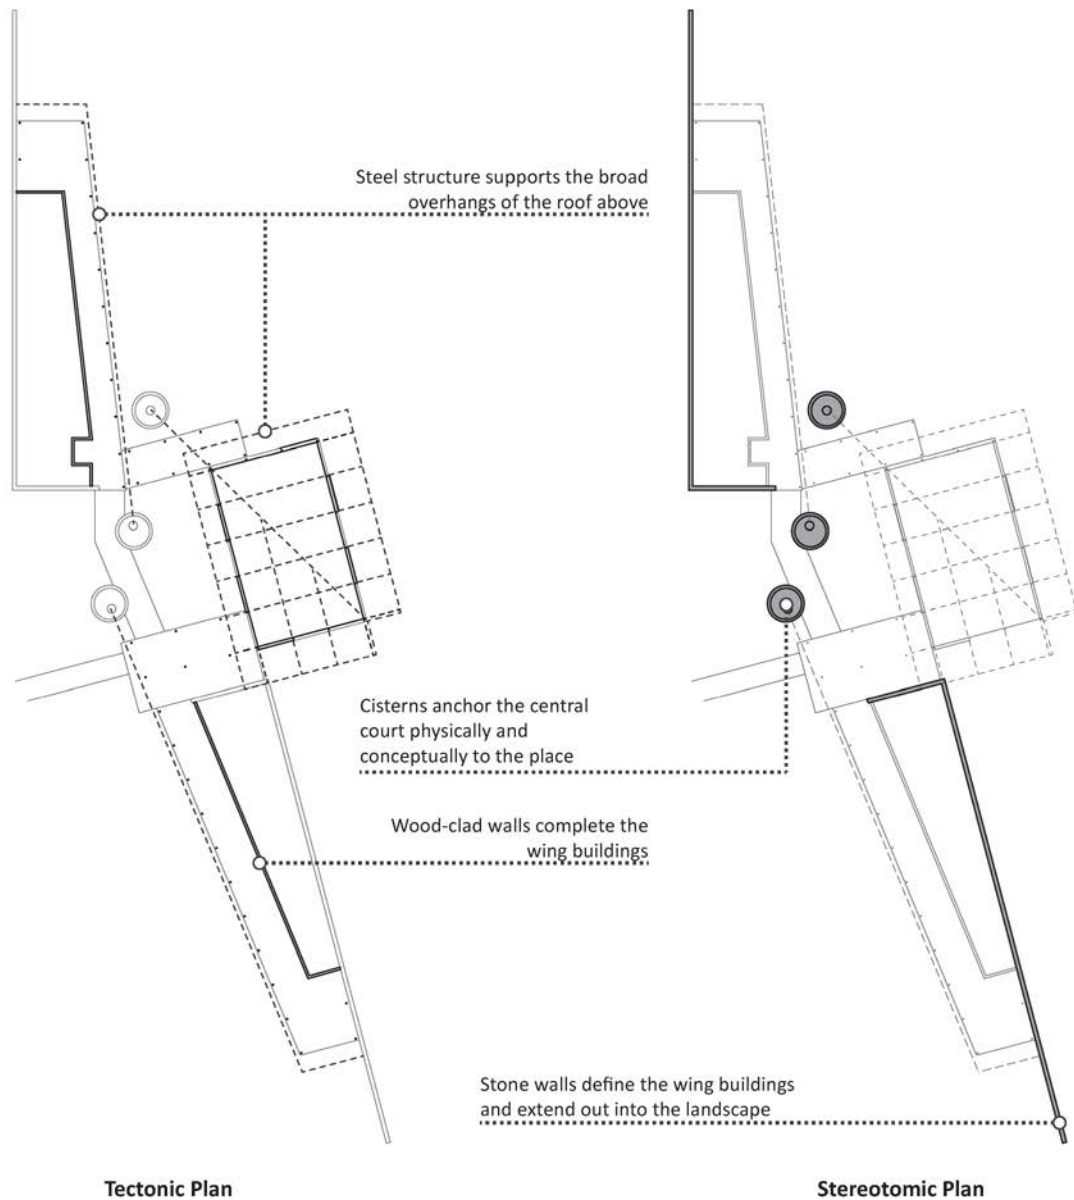 Steel structure supports the broad
overhangs of the roof above
Cisterns anchor the central
court physically and
conceptually to the place
Wood-clad walls complete the
wing buildings
Stone walls define the wing buildings
and extend out into the landscape
Tectonic Plan
Stereotomic Plan